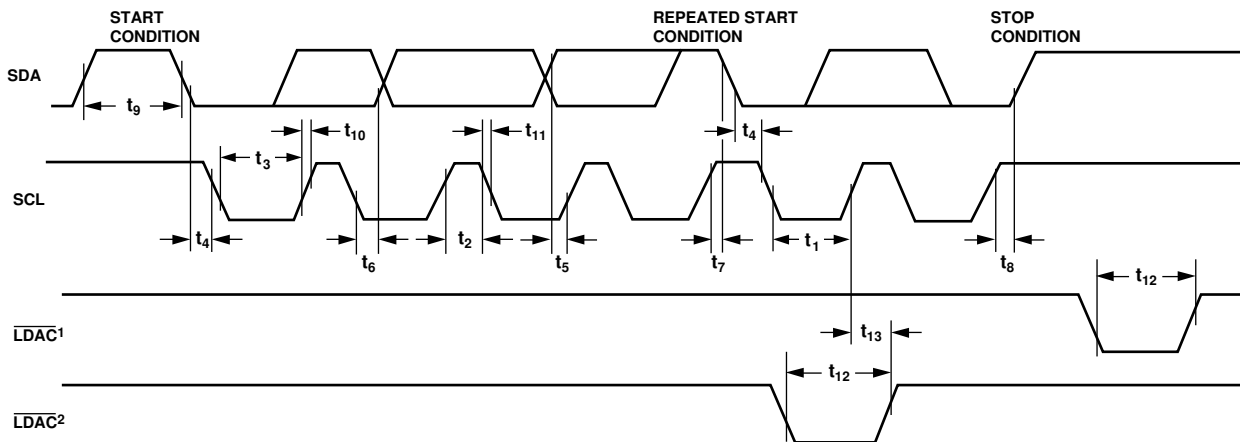 START
CONDITION
REPEATED START
CONDITION
STOP
CONDITION
SDA
t9
t10
t11
t4
t3
SCL
t4
t6
t2
t5
t7
t1
t8
t12
LDAC1
t13
t12
LDAC2